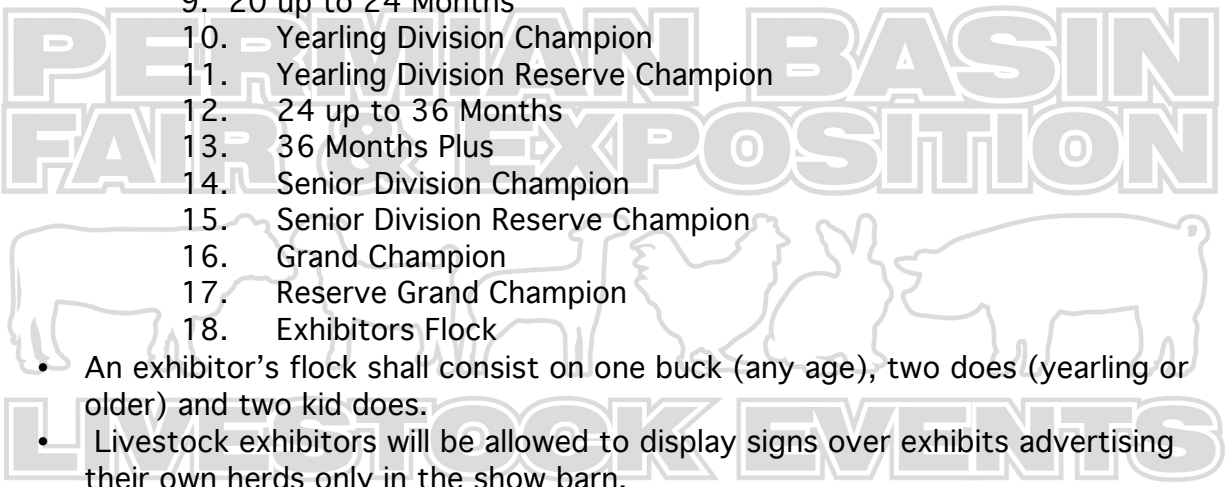 9. 20 up to 24 Months
10. Yearling Division Champion
11. Yearling Division Reserve Champion
12. 24 up to 36 Months
13. 36 Months Plus
14. Senior Division Champion
15. Senior Division Reserve Champion
16. Grand Champion
17. Reserve Grand Champion
18. Exhibitors Flock
• An exhibitor's flock shall consist on one buck (any age), two does (yearling or
older) and two kid does.
• Livestock exhibitors will be allowed to display signs over exhibits advertising
their own herds only in the show barn.
PERMIAN BASIN
FAIR & EXPOSITION
LIVESTOCK EVENTS